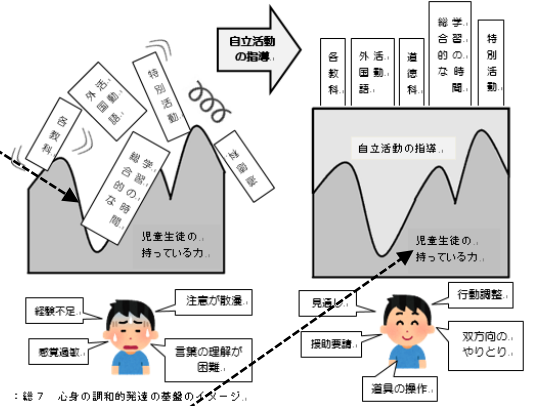 各教科
外国語
活動
特別活動
総合的な
学習の時間
道徳科
児童生徒の
持っている力
自立活動
の指導
各教科
外国語
活動
道徳科
総合的な
学習の時間
特別活動
自立活動の指導
児童生徒の
持っている力
経験不足
注意が散漫
感覚過敏
言葉の理解が
困難
見通し
行動調整
援助要請
双方向の
やりとり
道具の操作
：総７　心身の調和的発達の基盤のイメージ